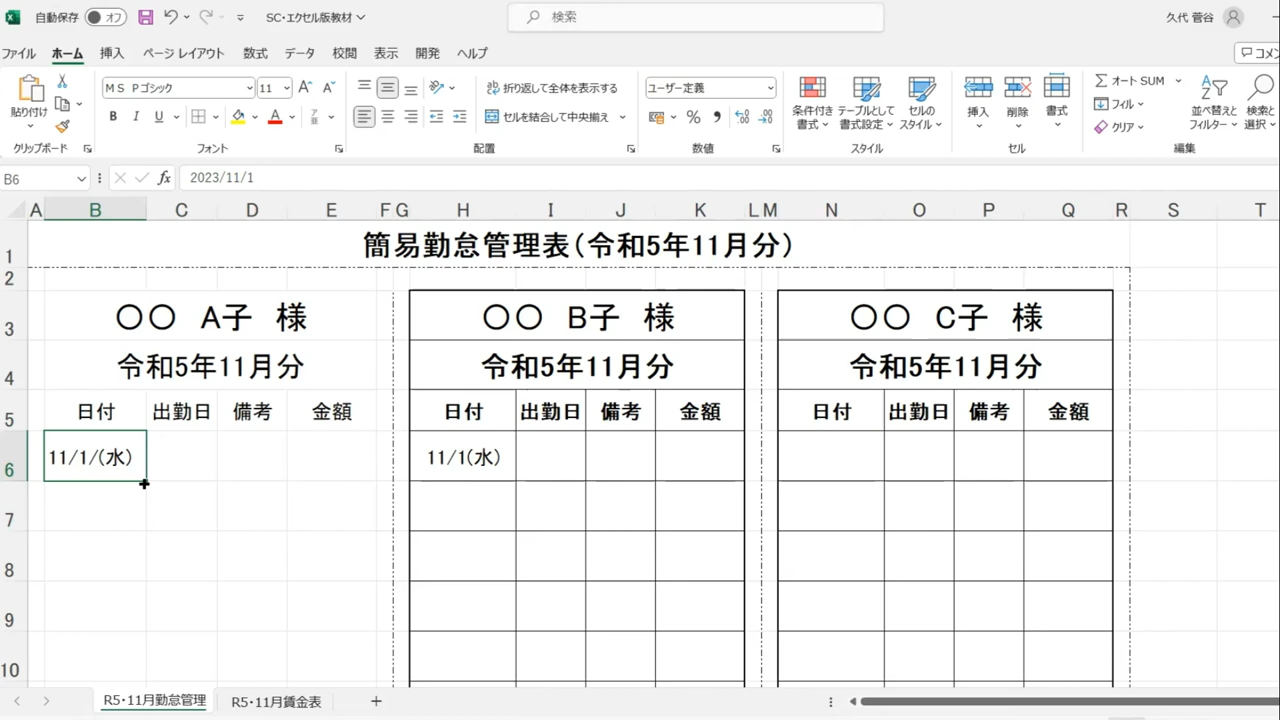 自動保存 オフ SC・エクセル版教材 検索 久代 菅谷
ファイル ホーム 挿入 ページ レイアウト 数式 データ 校閲 表示 開発 ヘルプ コメ
貼り付け MS Pゴシック 11 折り返して全体を表示する ユーザー定義 条件付き テーブルとして セルの 挿入 削除 書式 オート SUM 並べ替えと 検索と
B I U A セルを結合して中央揃え % 書式 書式設定 スタイル フィル フィルター 選択
クリア
クリップボード フォント 配置 数値 スタイル セル 編集
B6 fx 2023/11/1
A B C D E F G H I J K L M N O P Q R S T
1 簡易勤怠管理表(令和5年11月分)
2
3 〇〇 A子 様 〇〇 B子 様 〇〇 C子 様
4 令和5年11月分 令和5年11月分 令和5年11月分
5 日付 出勤日 備考 金額 日付 出勤日 備考 金額 日付 出勤日 備考 金額
6 11/1/(水) 11/1(水)
7
8
9
10
R5・11月勤怠管理 R5・11月賃金表